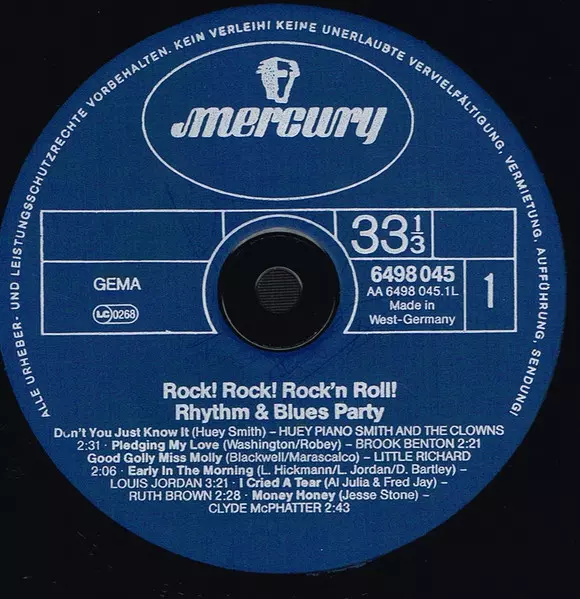 ALLE URHEBER- UND LEISTUNGSSCHUTZRECHTE VORBEHALTEN. KEIN VERLEIH! KEINE UNERLAUBTE VERVIELFÄLTIGUNG, VERMIETUNG, AUFFÜHRUNG, SENDUNG!
mercury
33 1/3
GEMA
LC 0268
6498 045
AA 6498 045.1L
Made in
West-Germany
1
Rock! Rock! Rock'n Roll!
Rhythm & Blues Party
Don't You Just Know It (Huey Smith) – HUEY PIANO SMITH AND THE CLOWNS
2:31 · Pledging My Love (Washington/Robey) – BROOK BENTON 2:21
Good Golly Miss Molly (Blackwell/Marascalco) – LITTLE RICHARD
2:06 · Early In The Morning (L. Hickmann/L. Jordan/D. Bartley) –
LOUIS JORDAN 3:21 · I Cried A Tear (Al Julia & Fred Jay) –
RUTH BROWN 2:28 · Money Honey (Jesse Stone) –
CLYDE McPHATTER 2:43